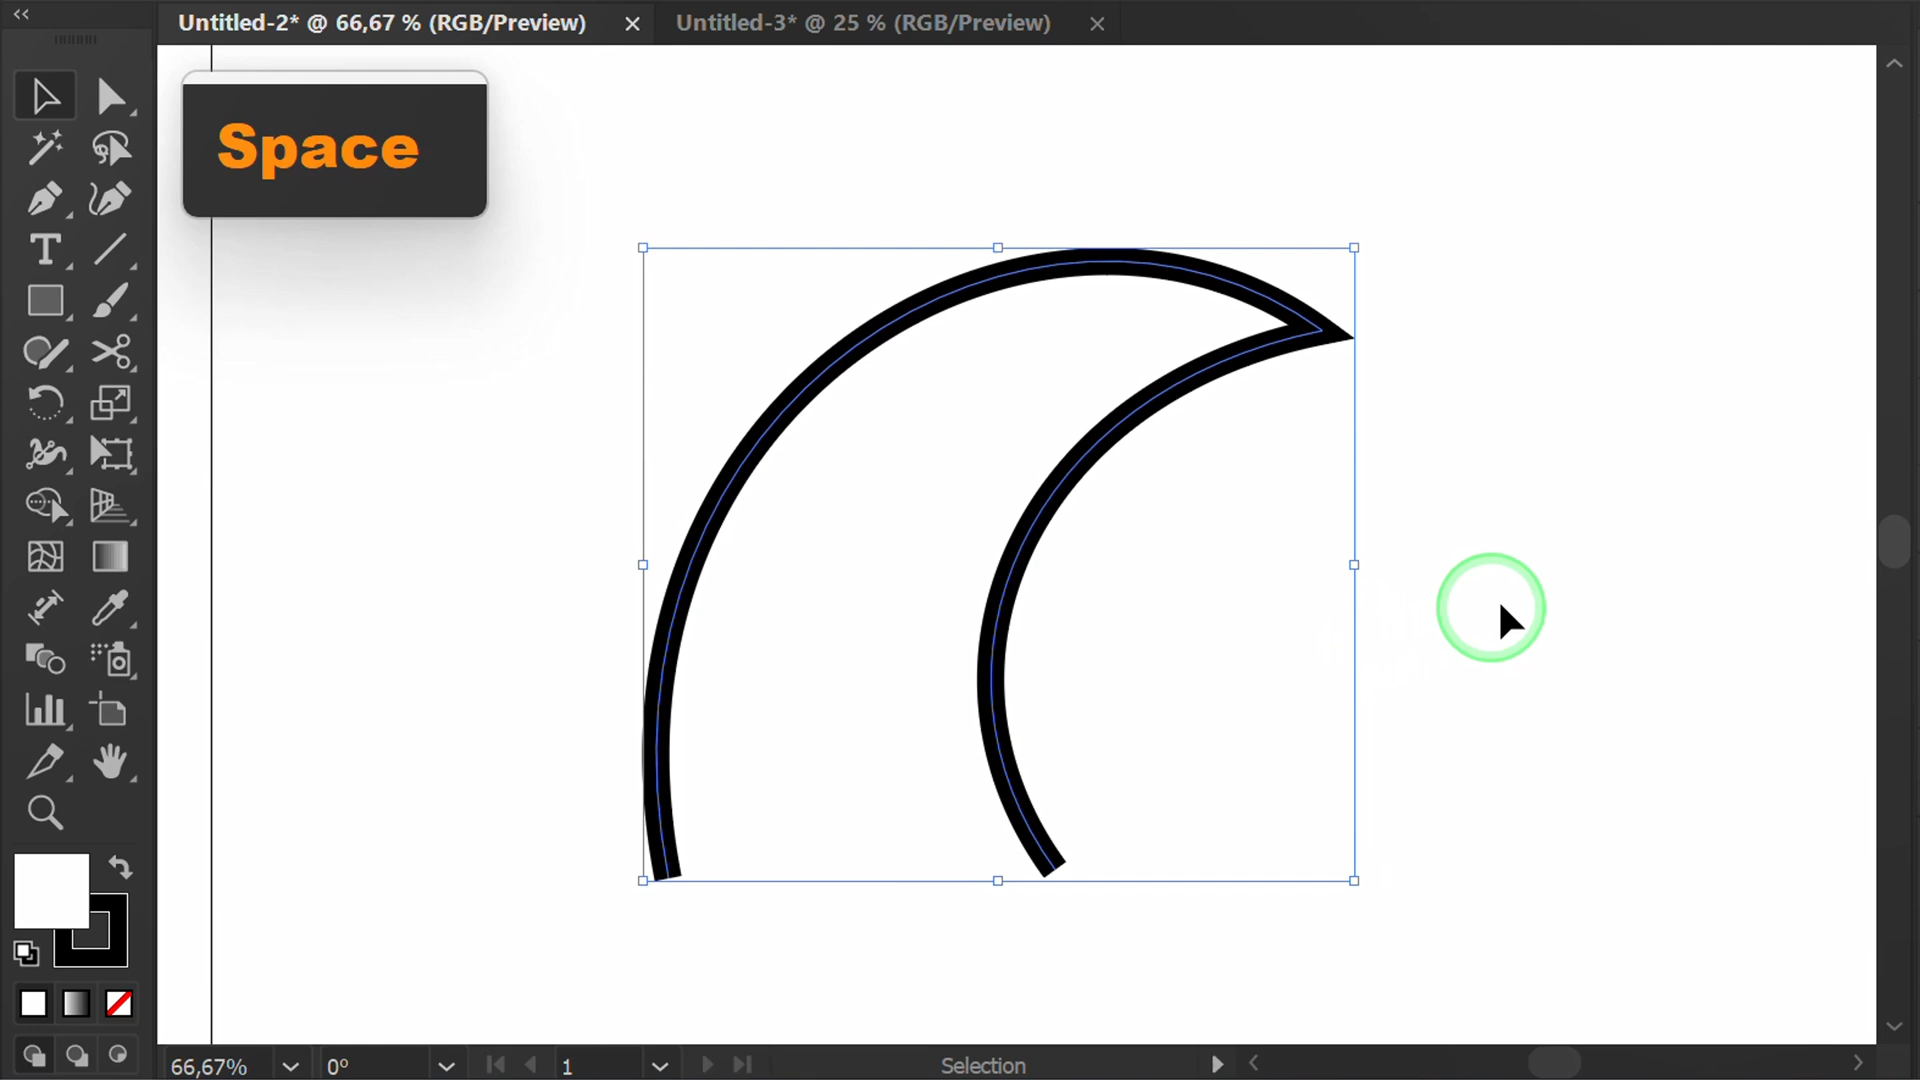 Untitled-2* @ 66,67 % (RGB/Preview)
Untitled-3* @ 25 % (RGB/Preview)
Space
66,67%
0°
1
Selection